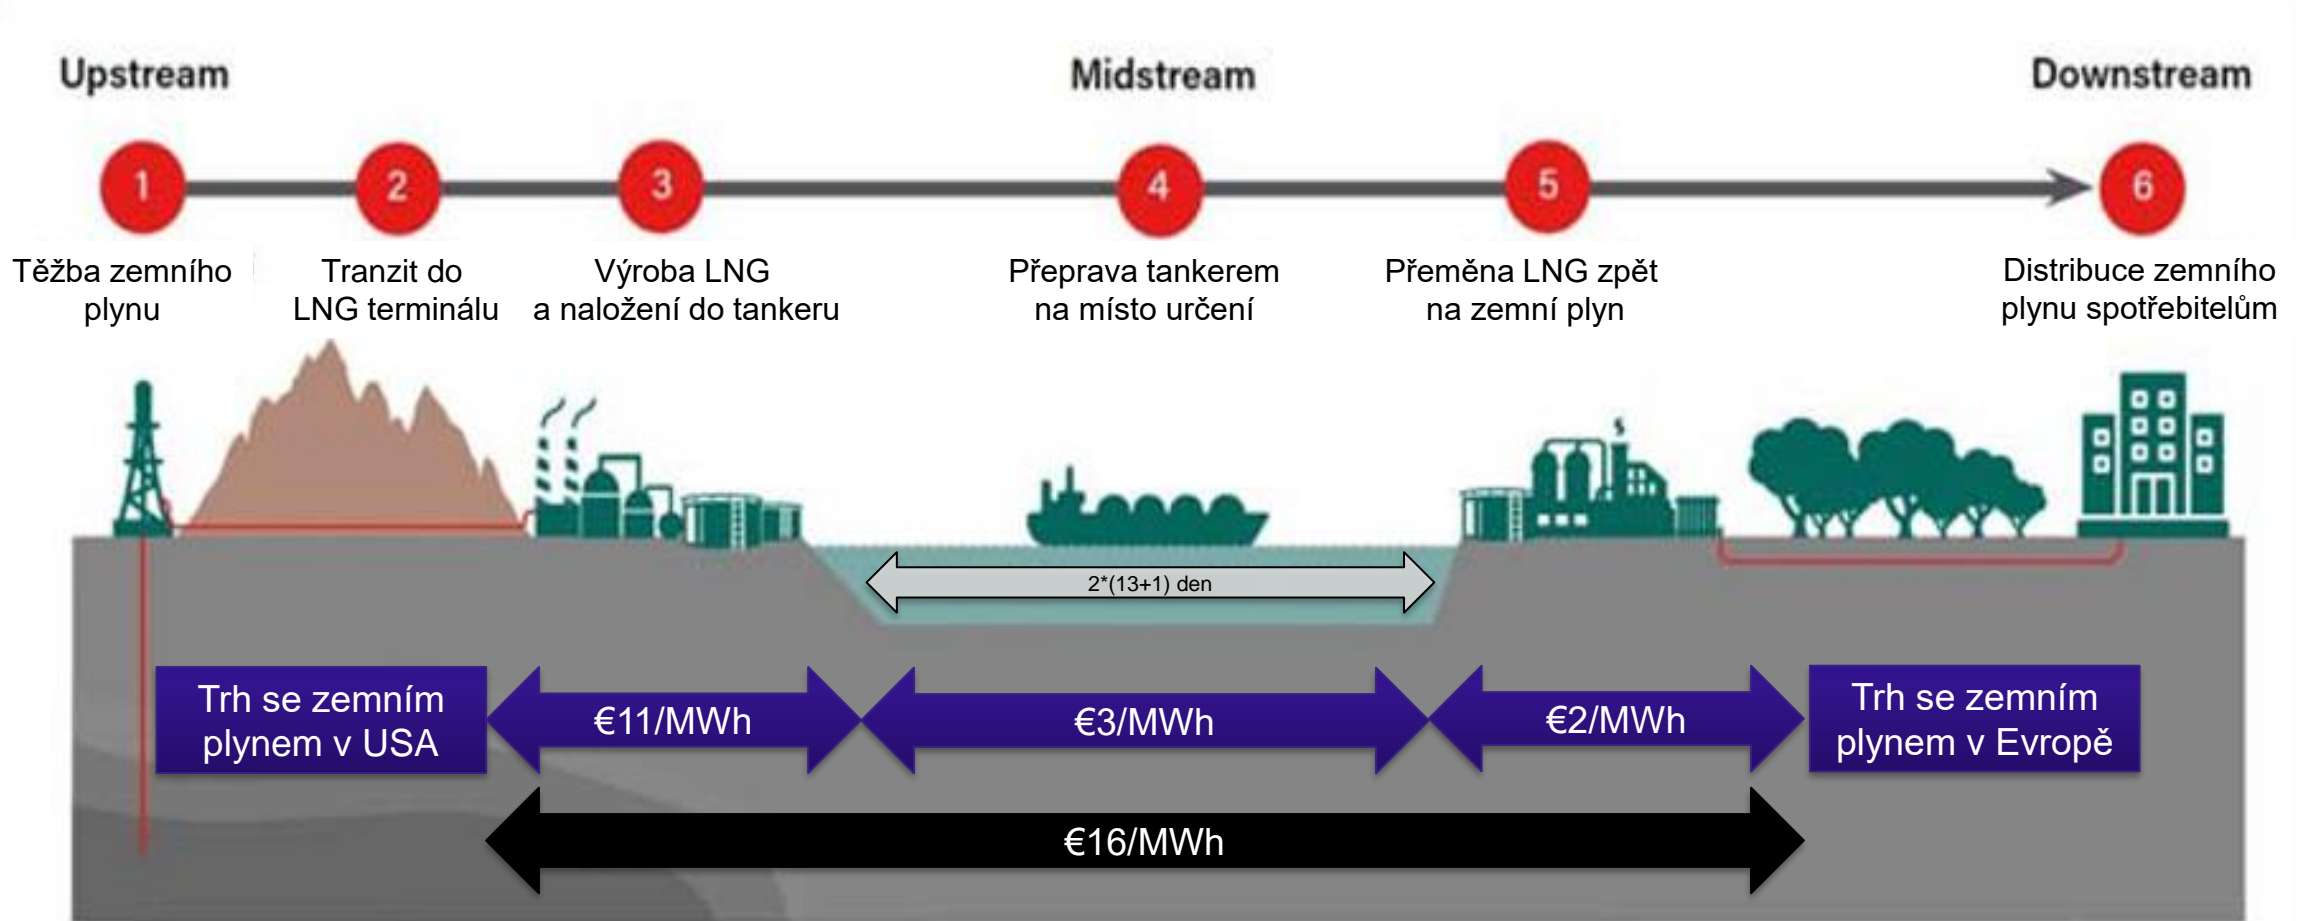 Upstream
Midstream
Downstream
1
2
3
4
5
6
Těžba zemního
plynu
Tranzit do
LNG terminálu
Výroba LNG
a naložení do tankeru
Přeprava tankerem
na místo určení
Přeměna LNG zpět
na zemní plyn
Distribuce zemního
plynu spotřebitelům
2*(13+1) den
Trh se zemním
plynem v USA
€11/MWh
€3/MWh
€2/MWh
Trh se zemním
plynem v Evropě
€16/MWh